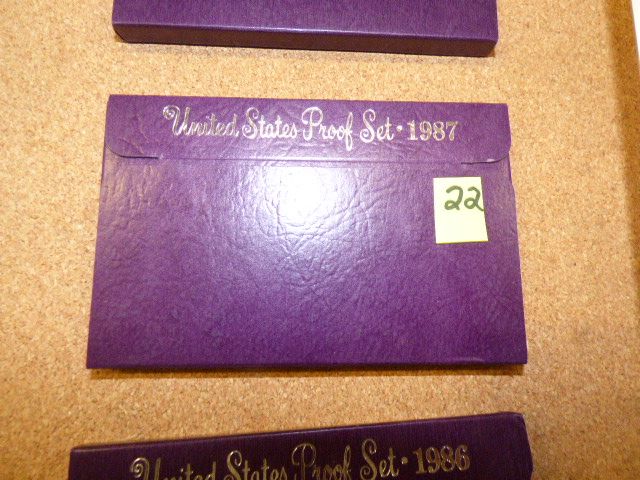 United States Proof Set · 1987
22
United States Proof Set · 1986